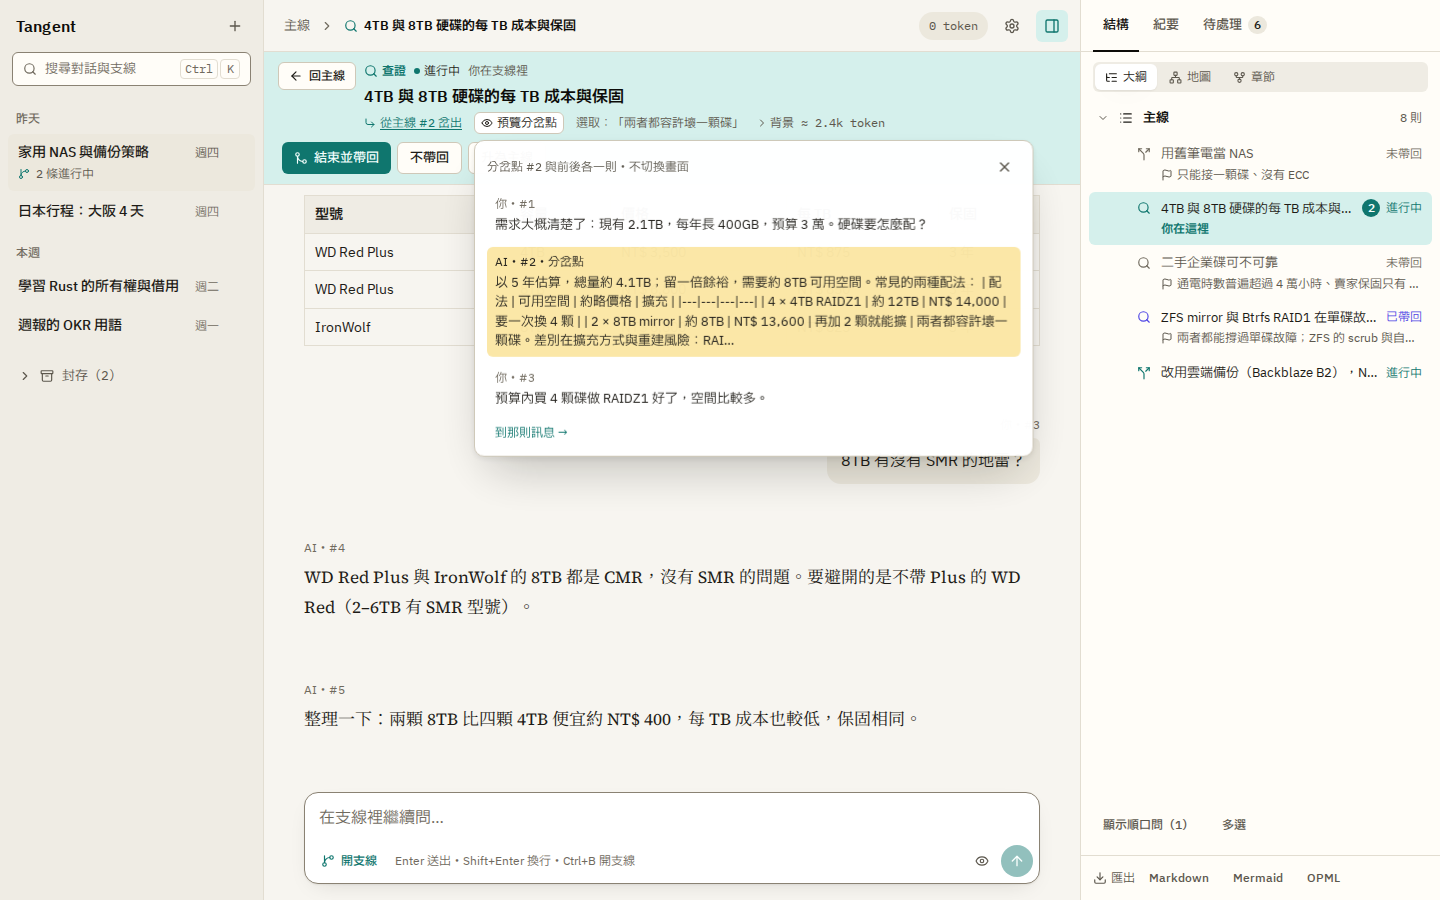 Tangent
搜尋對話與支線 Ctrl K
昨天
家用 NAS 與備份策略 週四
2 條進行中
日本行程：大阪 4 天 週四
本週
學習 Rust 的所有權與借用 週二
週報的 OKR 用語 週一
封存（2）
主線 4TB 與 8TB 硬碟的每 TB 成本與保固 0 token
回主線 查證 進行中 你在支線裡
4TB 與 8TB 硬碟的每 TB 成本與保固
從主線 #2 岔出 預覽分岔點 選取：「兩者都容許壞一顆碟」 背景 ≈ 2.4k token
結束並帶回 不帶回
分岔點 #2 與前後各一則・不切換畫面
你・#1
需求大概清楚了：現有 2.1TB，每年長 400GB，預算 3 萬。硬碟要怎麼配？
AI・#2・分岔點
以 5 年估算，總量約 4.1TB；留一倍餘裕，需要約 8TB 可用空間。常見的兩種配法： | 配
法 | 可用空間 | 約略價格 | 擴充 | |---|---|---|---| | 4 × 4TB RAIDZ1 | 約 12TB | NT$ 14,000 |
要一次換 4 顆 | | 2 × 8TB mirror | 約 8TB | NT$ 13,600 | 再加 2 顆就能擴 | 兩者都容許壞一
顆碟。差別在擴充方式與重建風險：RAI...
你・#3
預算內買 4 顆碟做 RAIDZ1 好了，空間比較多。
到那則訊息 →
型號
WD Red Plus
WD Red Plus
IronWolf
3
8TB 有沒有 SMR 的地雷？
AI・#4
WD Red Plus 與 IronWolf 的 8TB 都是 CMR，沒有 SMR 的問題。要避開的是不帶 Plus 的 WD
Red（2–6TB 有 SMR 型號）。
AI・#5
整理一下：兩顆 8TB 比四顆 4TB 便宜約 NT$ 400，每 TB 成本也較低，保固相同。
在支線裡繼續問...
開支線 Enter 送出・Shift+Enter 換行・Ctrl+B 開支線
結構 紀要 待處理 6
大綱 地圖 章節
主線 8 則
用舊筆電當 NAS 未帶回
只能接一顆碟、沒有 ECC
4TB 與 8TB 硬碟的每 TB 成本與... 2 進行中
你在這裡
二手企業碟可不可靠 未帶回
通電時數普遍超過 4 萬小時、賣家保固只有 ...
ZFS mirror 與 Btrfs RAID1 在單碟故... 已帶回
兩者都能撐過單碟故障；ZFS 的 scrub 與自...
改用雲端備份（Backblaze B2），N... 進行中
顯示順口問（1） 多選
匯出 Markdown Mermaid OPML